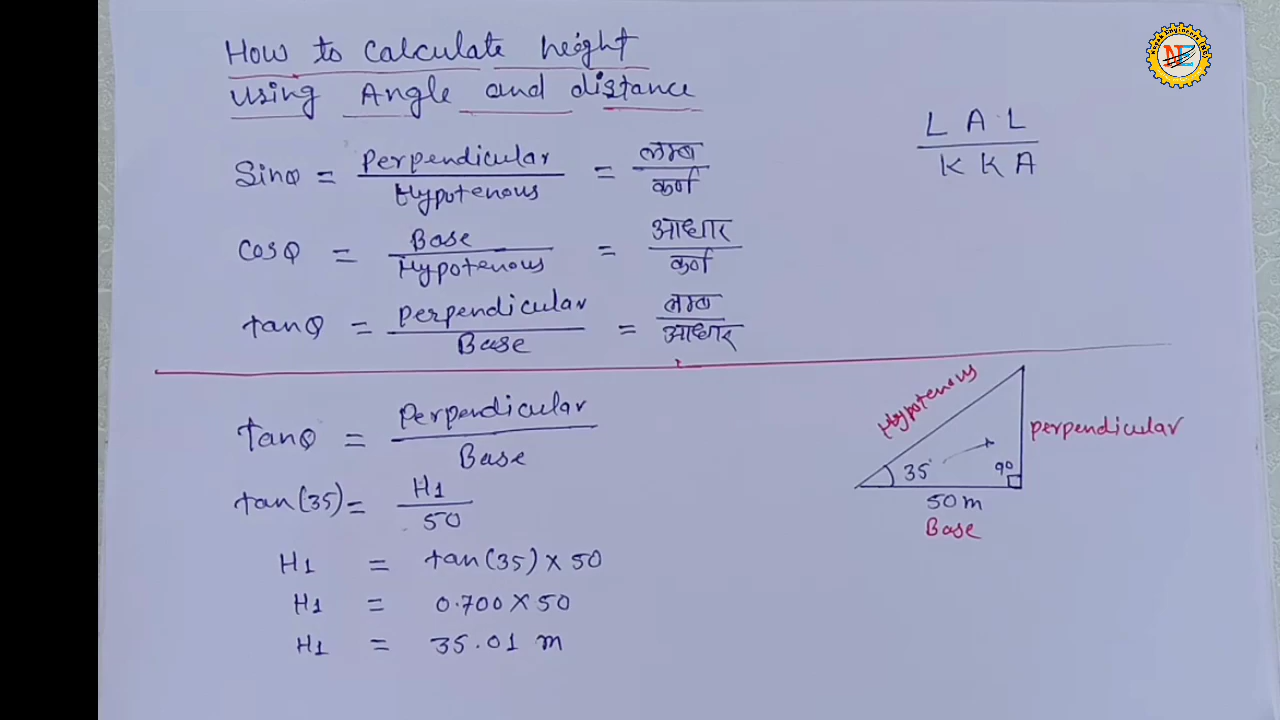 How to calculate height
using Angle and distance
Sinθ = Perpendicular / Hypotenous = लम्ब / कर्ण
Cosθ = Base / Hypotenous = आधार / कर्ण
tanθ = Perpendicular / Base = लम्ब / आधार
L A L / K K A
tanθ = Perpendicular / Base
tan(35) = H1 / 50
H1 = tan(35) × 50
H1 = 0.700 × 50
H1 = 35.01 m
Hypotenous
perpendicular
35°
90
50 m
Base
NE